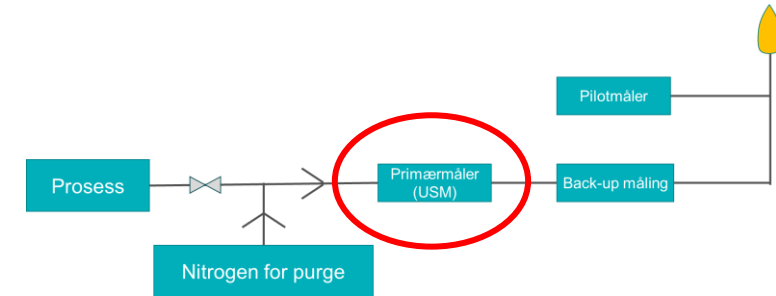 Pilotmåler
Prosess
Primærmåler
(USM)
Back-up måling
Nitrogen for purge